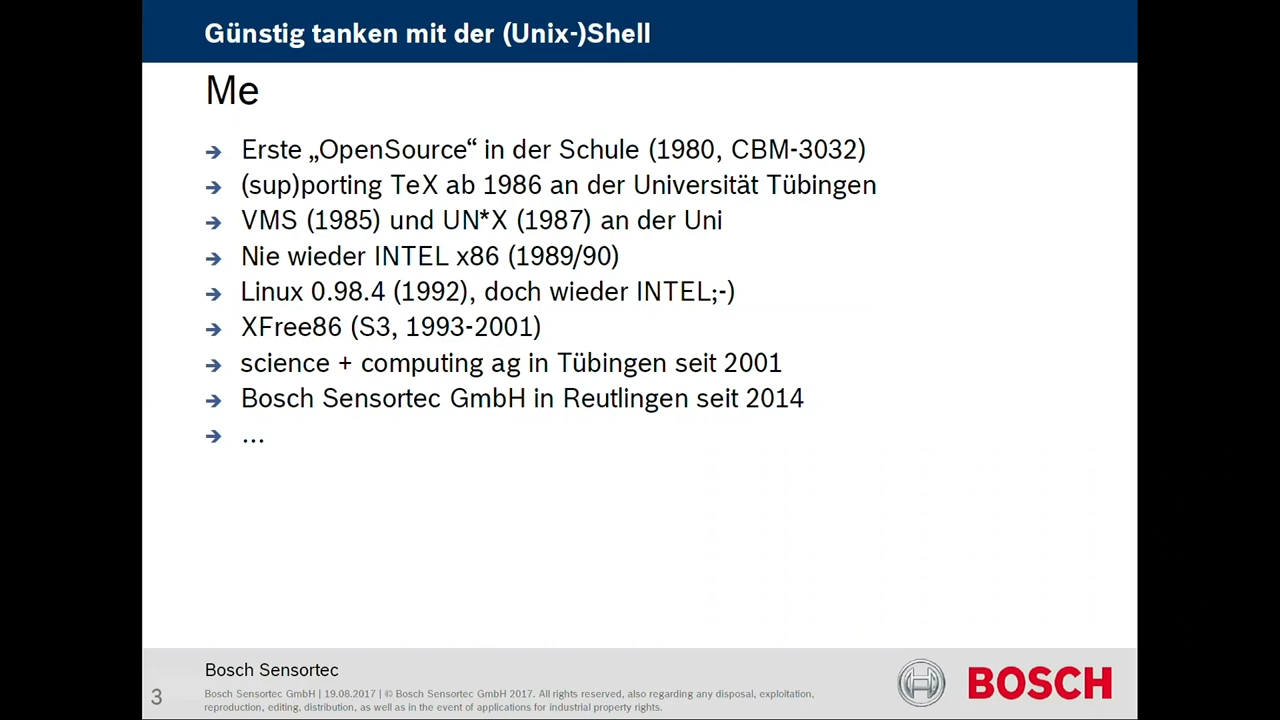 Günstig tanken mit der (Unix-)Shell
Me
➔ Erste „OpenSource“ in der Schule (1980, CBM-3032)
➔ (sup)porting TeX ab 1986 an der Universität Tübingen
➔ VMS (1985) und UN*X (1987) an der Uni
➔ Nie wieder INTEL x86 (1989/90)
➔ Linux 0.98.4 (1992), doch wieder INTEL;-)
➔ XFree86 (S3, 1993-2001)
➔ science + computing ag in Tübingen seit 2001
➔ Bosch Sensortec GmbH in Reutlingen seit 2014
➔ ...
Bosch Sensortec
3
Bosch Sensortec GmbH | 19.08.2017 | © Bosch Sensortec GmbH 2017. All rights reserved, also regarding any disposal, exploitation,
reproduction, editing, distribution, as well as in the event of applications for industrial property rights.
BOSCH